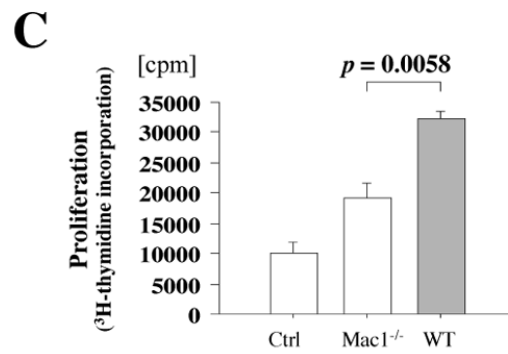 C
[cpm]
p = 0.0058
Proliferation
(³H-thymidine incorporation)
35000
30000
25000
20000
15000
10000
5000
0
Ctrl Mac1⁻/⁻ WT